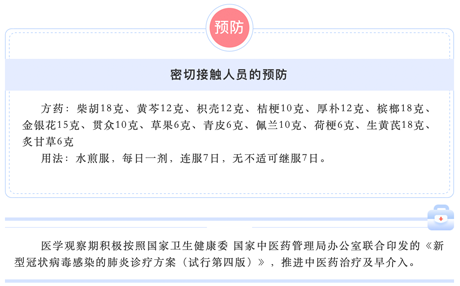 预防
密切接触人员的预防
方药：柴胡18克、黄芩12克、枳壳12克、桔梗10克、厚朴12克、槟榔18克、
金银花15克、贯众10克、草果6克、青皮6克、佩兰10克、荷梗6克、生黄芪18克、
炙甘草6克
用法：水煎服，每日一剂，连服7日，无不适可继服7日。
医学观察期积极按照国家卫生健康委 国家中医药管理局办公室联合印发的《新
型冠状病毒感染的肺炎诊疗方案（试行第四版）》，推进中医药治疗及早介入。